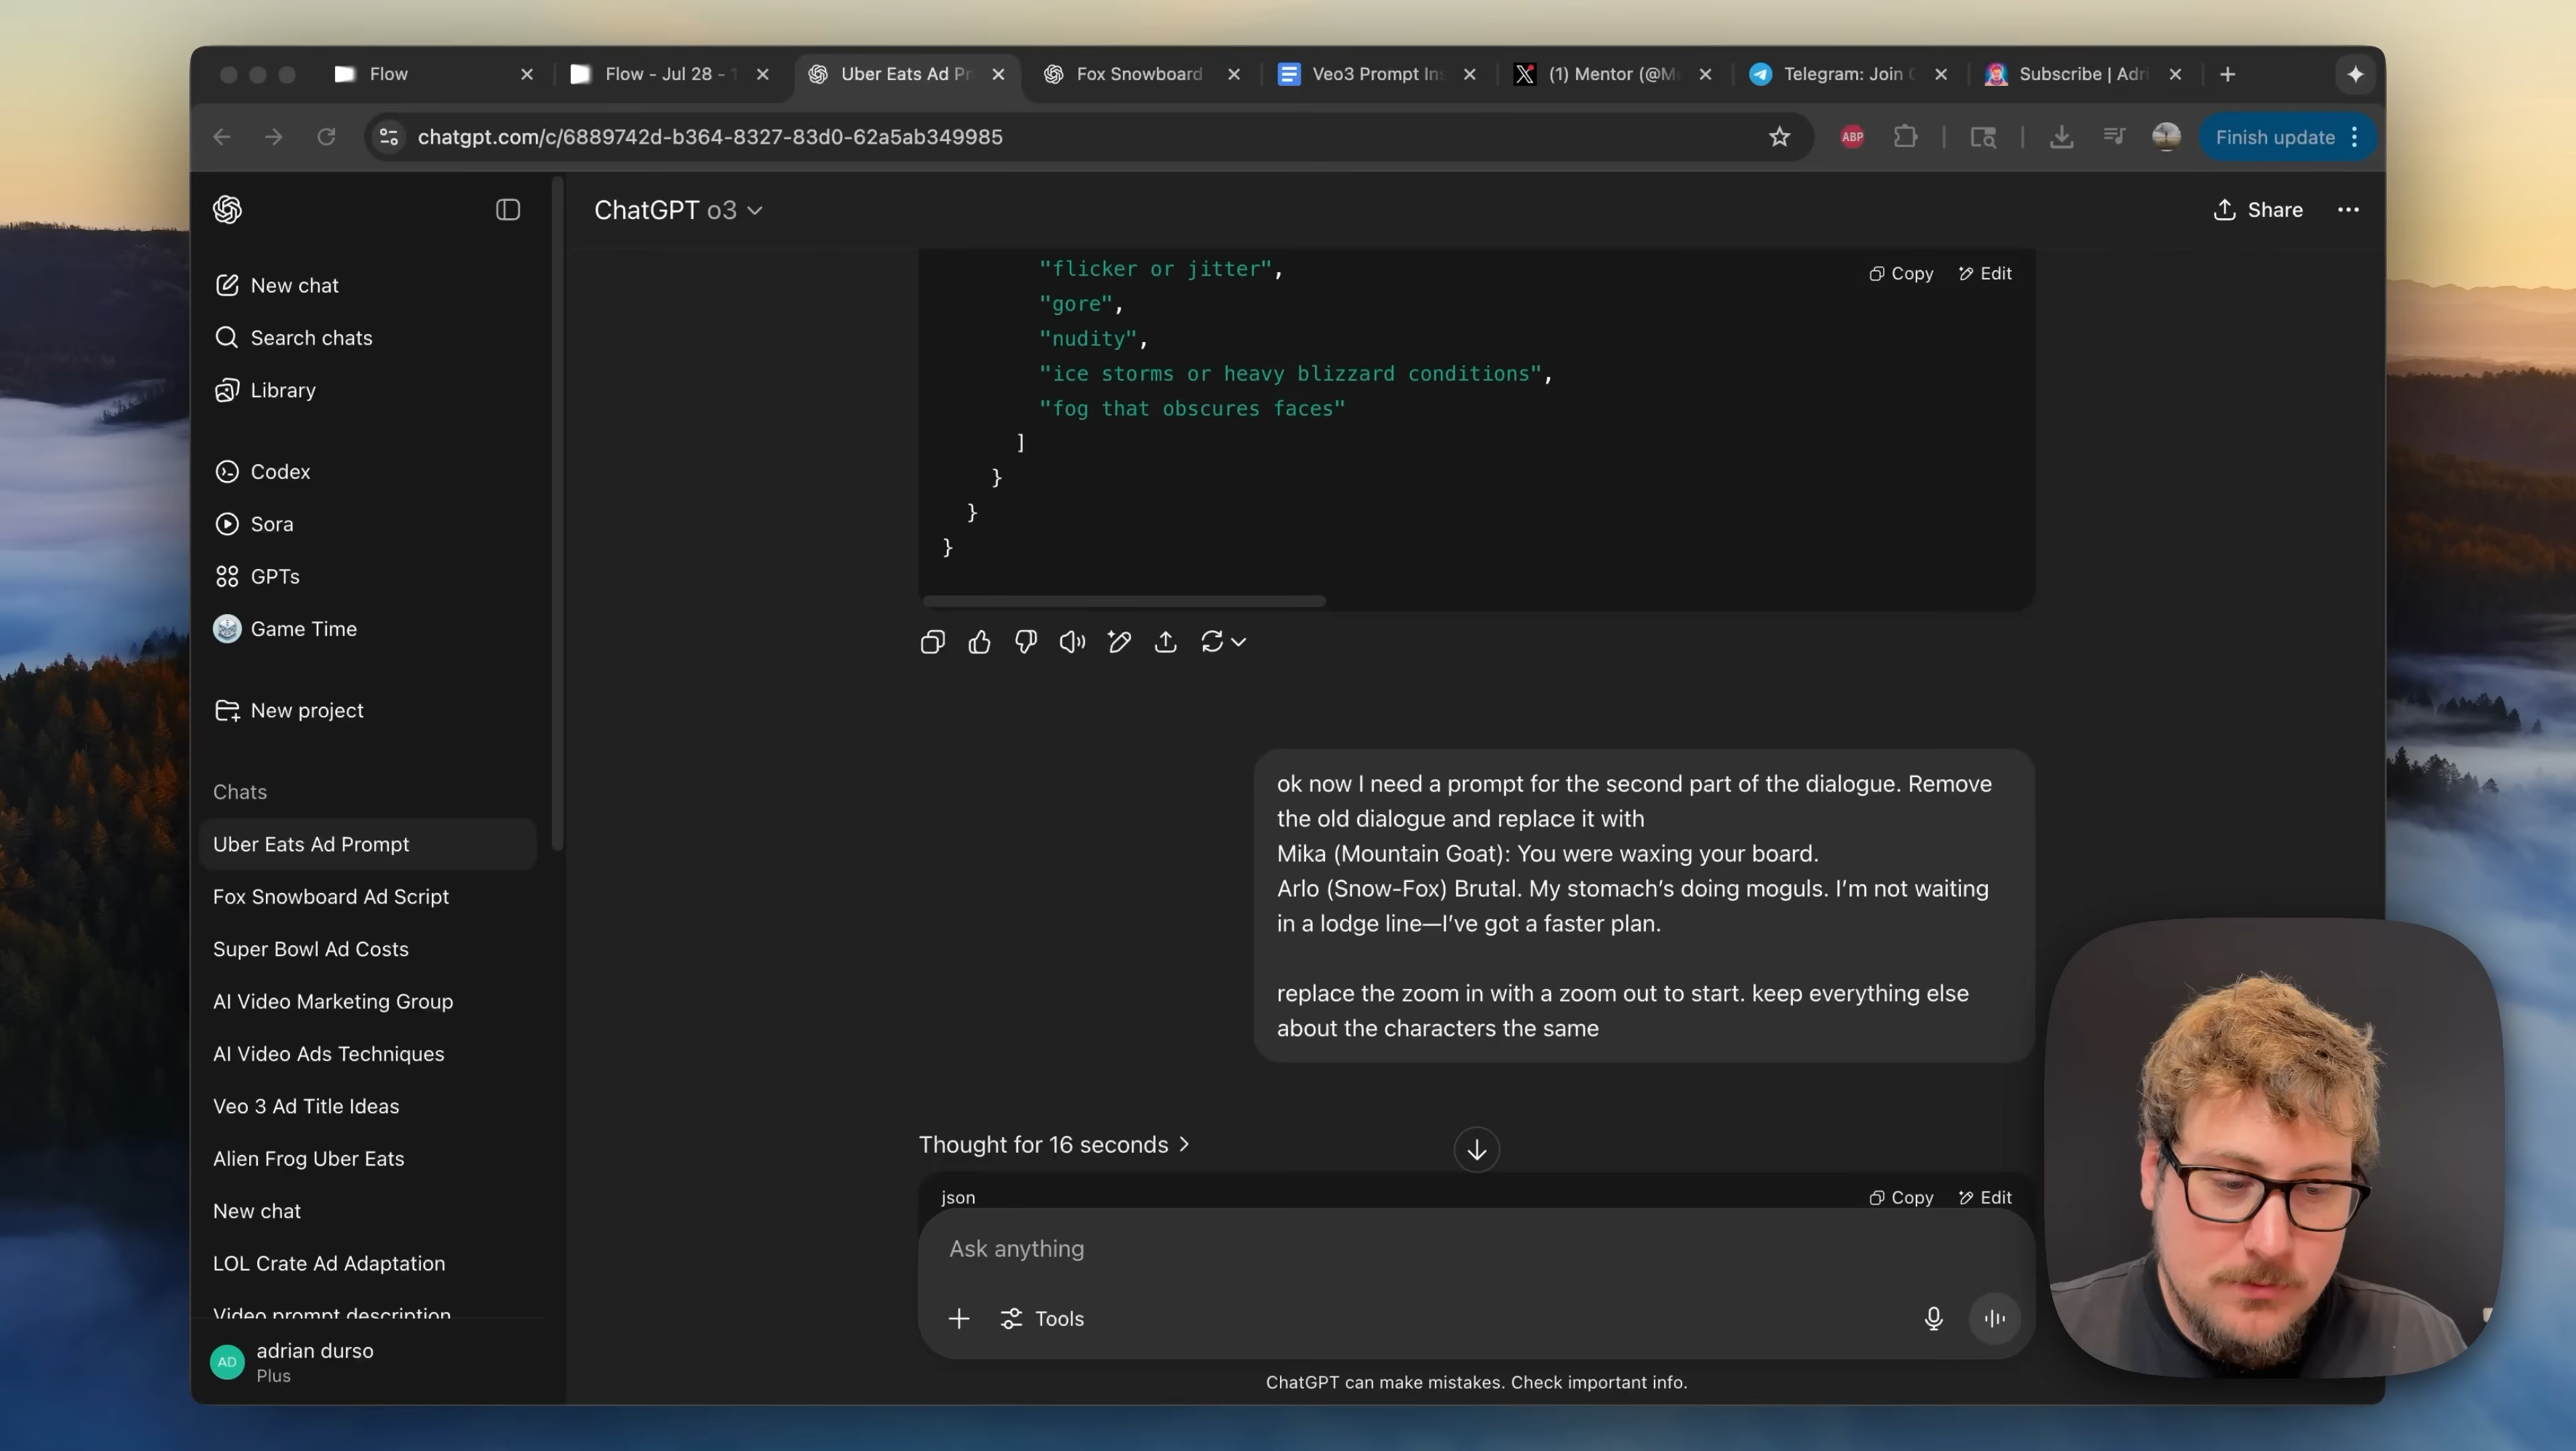 Flow
Flow - Jul 28 -
Uber Eats Ad Pr
Fox Snowboard
Veo3 Prompt Ins
(1) Mentor (@M
Telegram: Join
Subscribe | Adri
chatgpt.com/c/6889742d-b364-8327-83d0-62a5ab349985
ABP
Finish update
ChatGPT o3
Share
New chat
Search chats
Library
Codex
Sora
GPTs
Game Time
New project
Chats
Uber Eats Ad Prompt
Fox Snowboard Ad Script
Super Bowl Ad Costs
AI Video Marketing Group
AI Video Ads Techniques
Veo 3 Ad Title Ideas
Alien Frog Uber Eats
New chat
LOL Crate Ad Adaptation
Video prompt description
AD
adrian durso
Plus
Copy
Edit
"flicker or jitter",
"gore",
"nudity",
"ice storms or heavy blizzard conditions",
"fog that obscures faces"
]
}
}
}
ok now I need a prompt for the second part of the dialogue. Remove
the old dialogue and replace it with
Mika (Mountain Goat): You were waxing your board.
Arlo (Snow-Fox) Brutal. My stomach's doing moguls. I'm not waiting
in a lodge line—I've got a faster plan.
replace the zoom in with a zoom out to start. keep everything else
about the characters the same
Thought for 16 seconds
json
Copy
Edit
Ask anything
Tools
ChatGPT can make mistakes. Check important info.